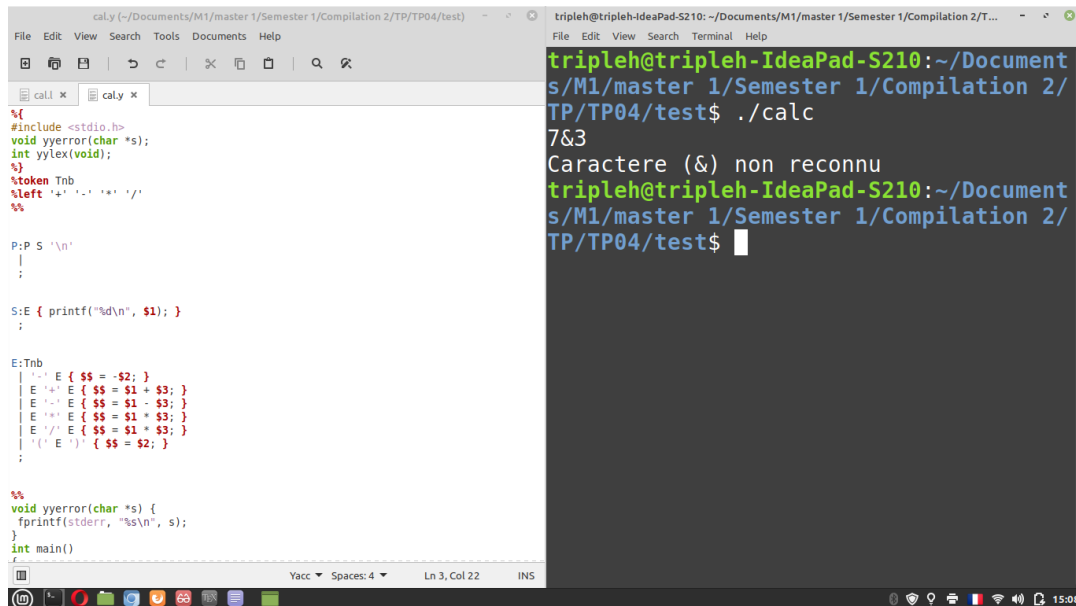 cal.y (~/Documents/M1/master 1/Semester 1/Compilation 2/TP/TP04/test)
File Edit View Search Tools Documents Help
cal.l × cal.y ×
%{
#include <stdio.h>
void yyerror(char *s);
int yylex(void);
%}
%token Tnb
%left '+' '-' '*' '/'
%%
P:P S '\n'
|
;
S:E { printf("%d\n", $1); }
;
E:Tnb
| '-' E { $$ = -$2; }
| E '+' E { $$ = $1 + $3; }
| E '-' E { $$ = $1 - $3; }
| E '*' E { $$ = $1 * $3; }
| E '/' E { $$ = $1 * $3; }
| '(' E ')' { $$ = $2; }
;
%%
void yyerror(char *s) {
fprintf(stderr, "%s\n", s);
}
int main()
{
Yacc Spaces: 4 Ln 3, Col 22 INS
tripleh@tripleh-IdeaPad-S210: ~/Documents/M1/master 1/Semester 1/Compilation 2/T...
File Edit View Search Terminal Help
tripleh@tripleh-IdeaPad-S210:~/Document
s/M1/master 1/Semester 1/Compilation 2/
TP/TP04/test$ ./calc
7&3
Caractere (&) non reconnu
tripleh@tripleh-IdeaPad-S210:~/Document
s/M1/master 1/Semester 1/Compilation 2/
TP/TP04/test$
15:08